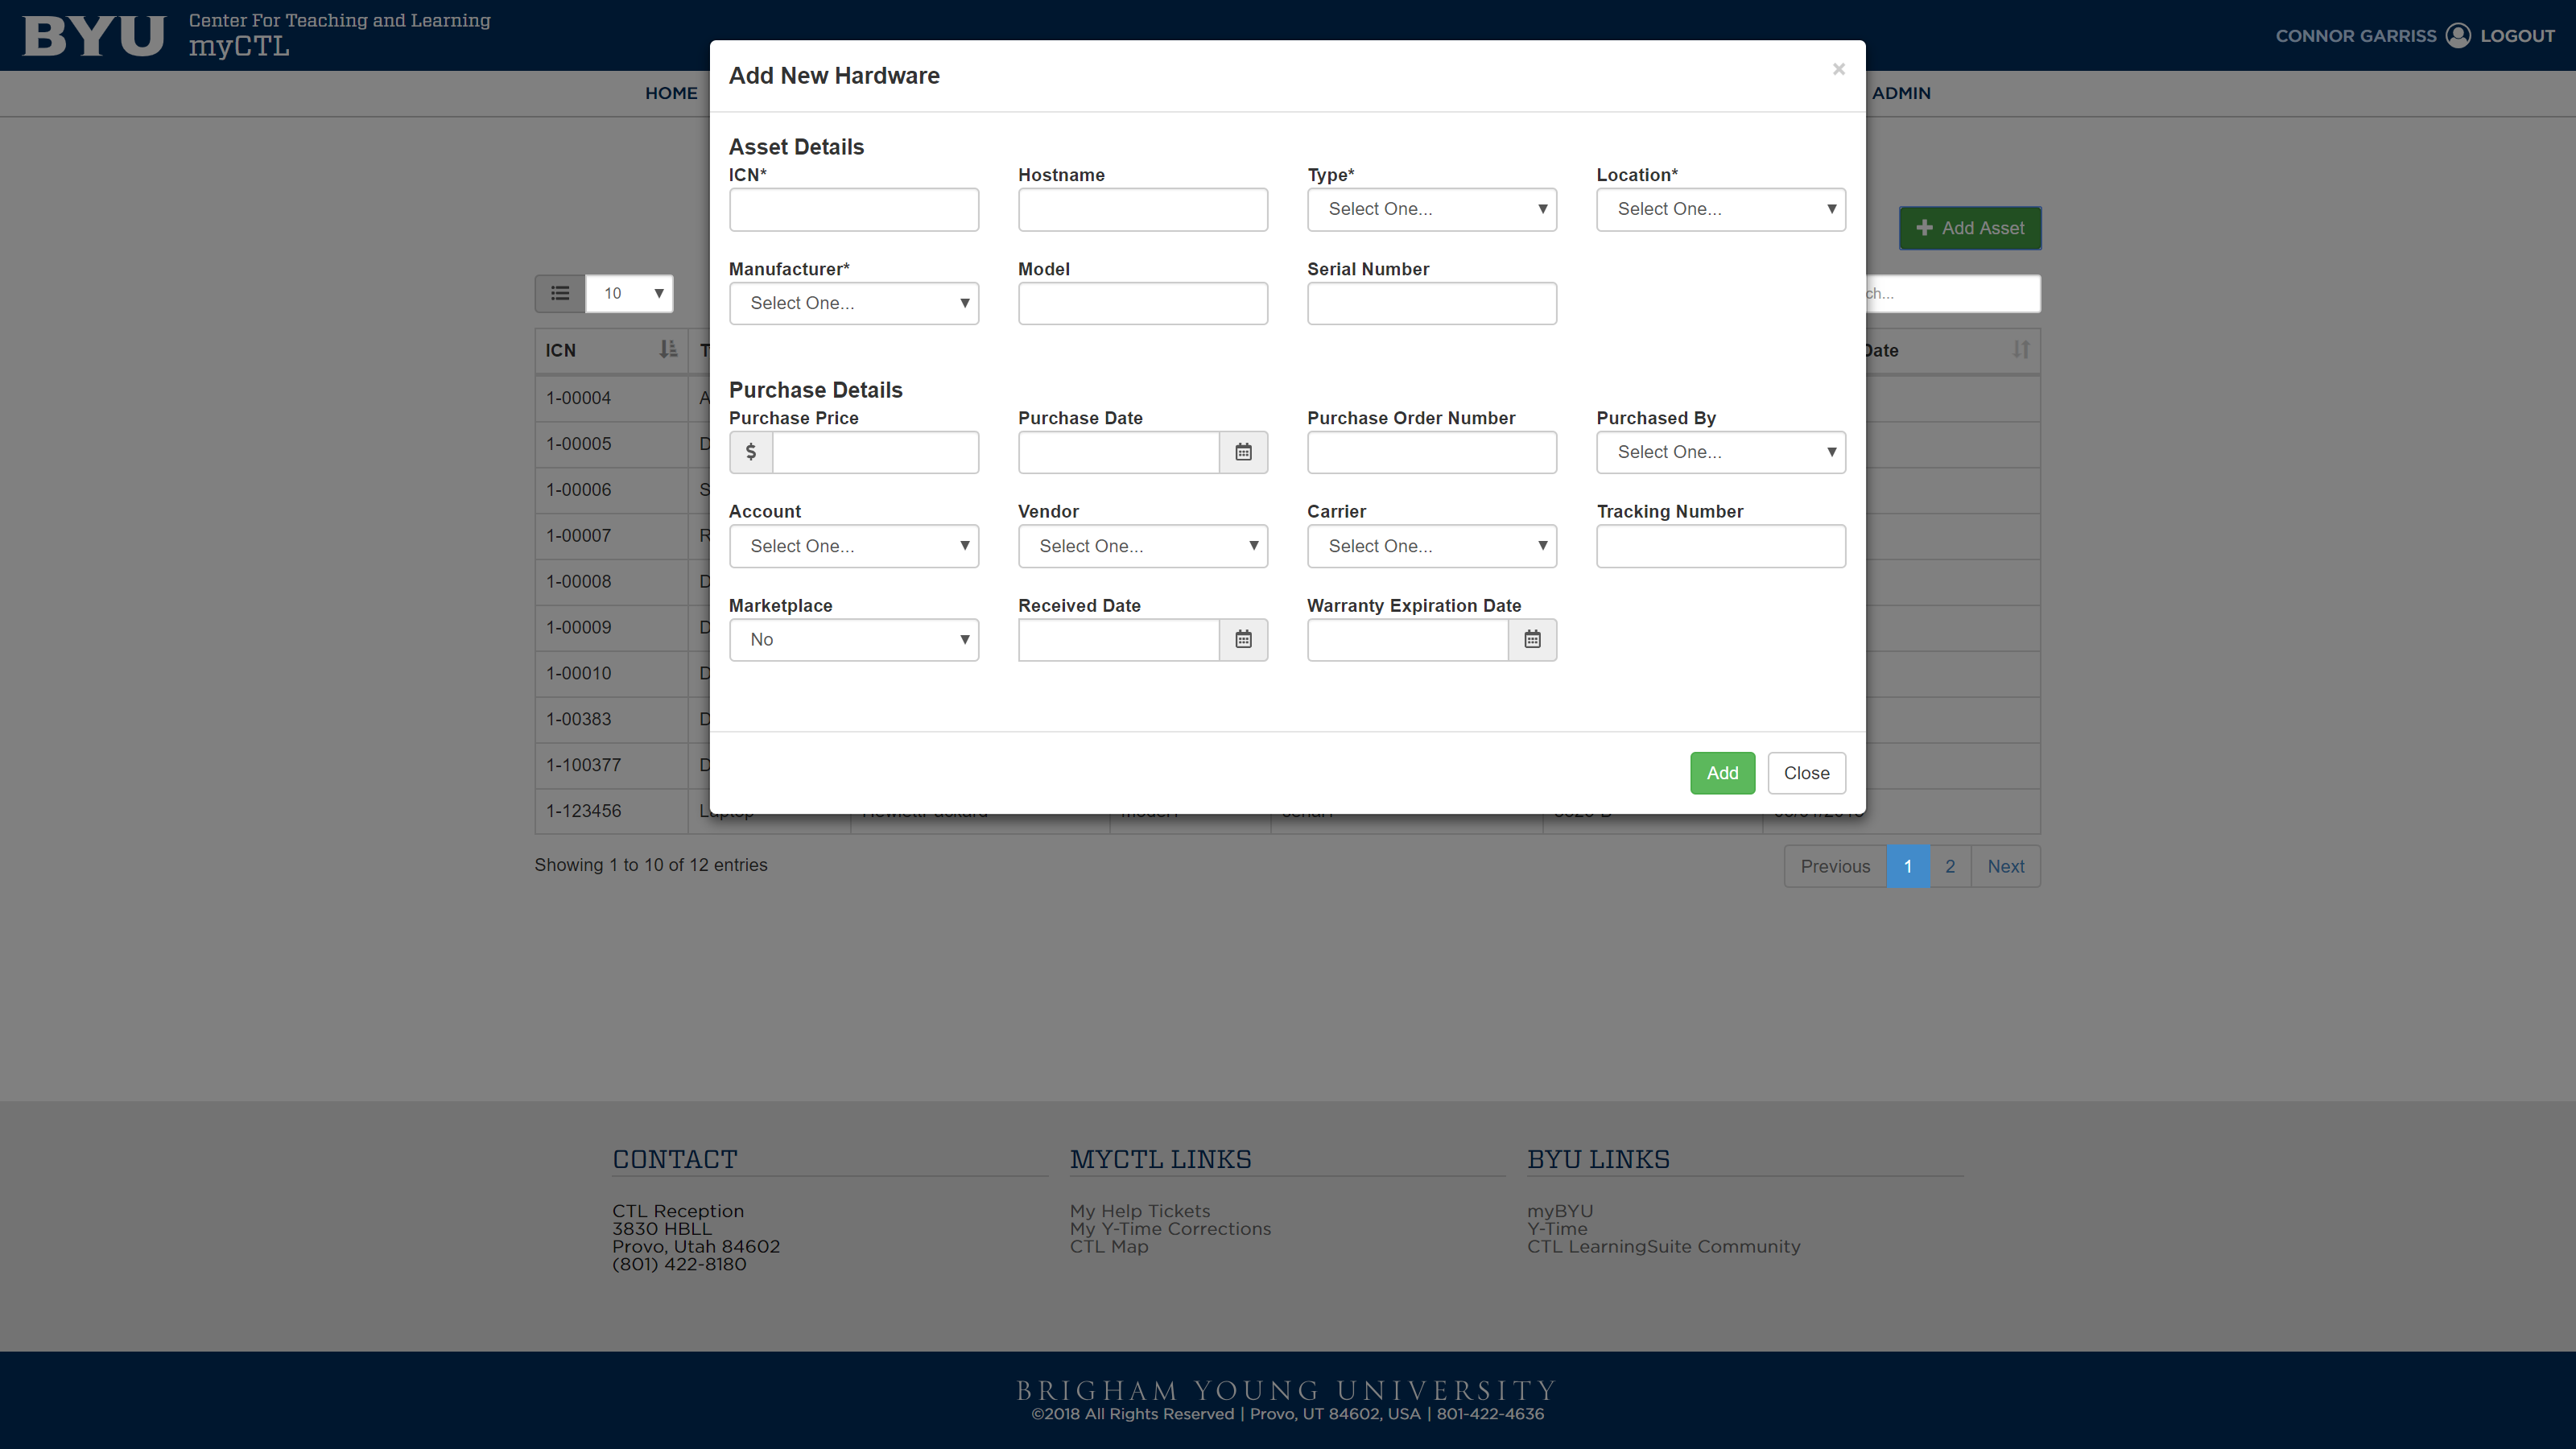 BYU
Center For Teaching and Learning
myCTL
CONNOR GARRISS LOGOUT
HOME
ADMIN
Add New Hardware ×
Asset Details
ICN* Hostname Type* Location*
Select One... Select One...
Manufacturer* Model Serial Number
Select One...
Purchase Details
Purchase Price Purchase Date Purchase Order Number Purchased By
$ Select One...
Account Vendor Carrier Tracking Number
Select One... Select One... Select One...
Marketplace Received Date Warranty Expiration Date
No
Add Close
Add Asset
10
ch...
ICN T Date
1-00004 A
1-00005 D
1-00006 S
1-00007 R
1-00008 D
1-00009 D
1-00010 D
1-00383 D
1-100377 D
1-123456 Laptop
Showing 1 to 10 of 12 entries
Previous 1 2 Next
CONTACT
CTL Reception
3830 HBLL
Provo, Utah 84602
(801) 422-8180
MYCTL LINKS
My Help Tickets
My Y-Time Corrections
CTL Map
BYU LINKS
myBYU
Y-Time
CTL LearningSuite Community
BRIGHAM YOUNG UNIVERSITY
©2018 All Rights Reserved | Provo, UT 84602, USA | 801-422-4636